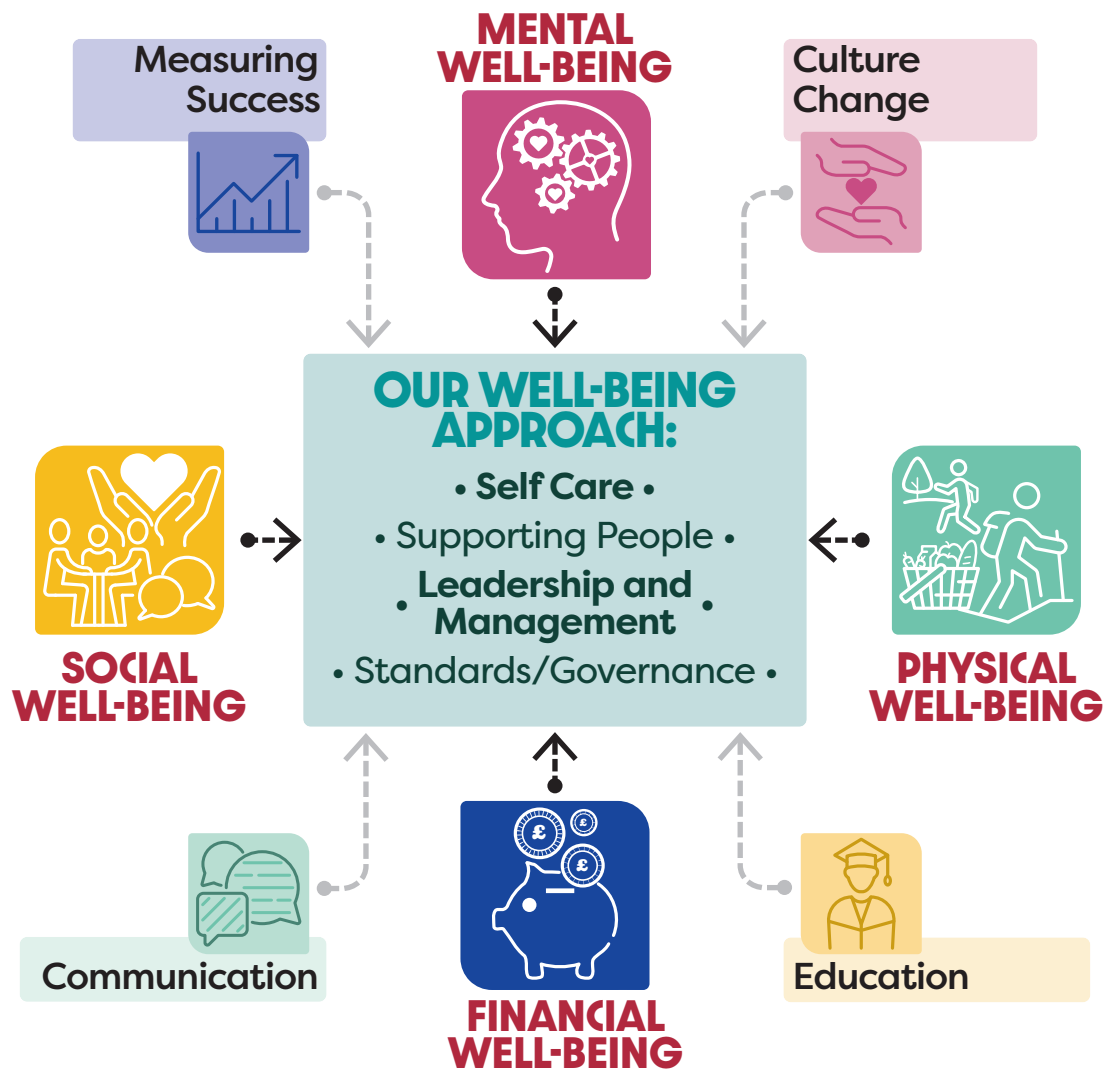 MENTAL
WELL-BEING
Measuring
Success
Culture
Change
OUR WELL-BEING
APPROACH:
• Self Care •
• Supporting People •
• Leadership and •
Management
• Standards/Governance •
SOCIAL
WELL-BEING
PHYSICAL
WELL-BEING
£
£
£
Communication
Education
FINANCIAL
WELL-BEING